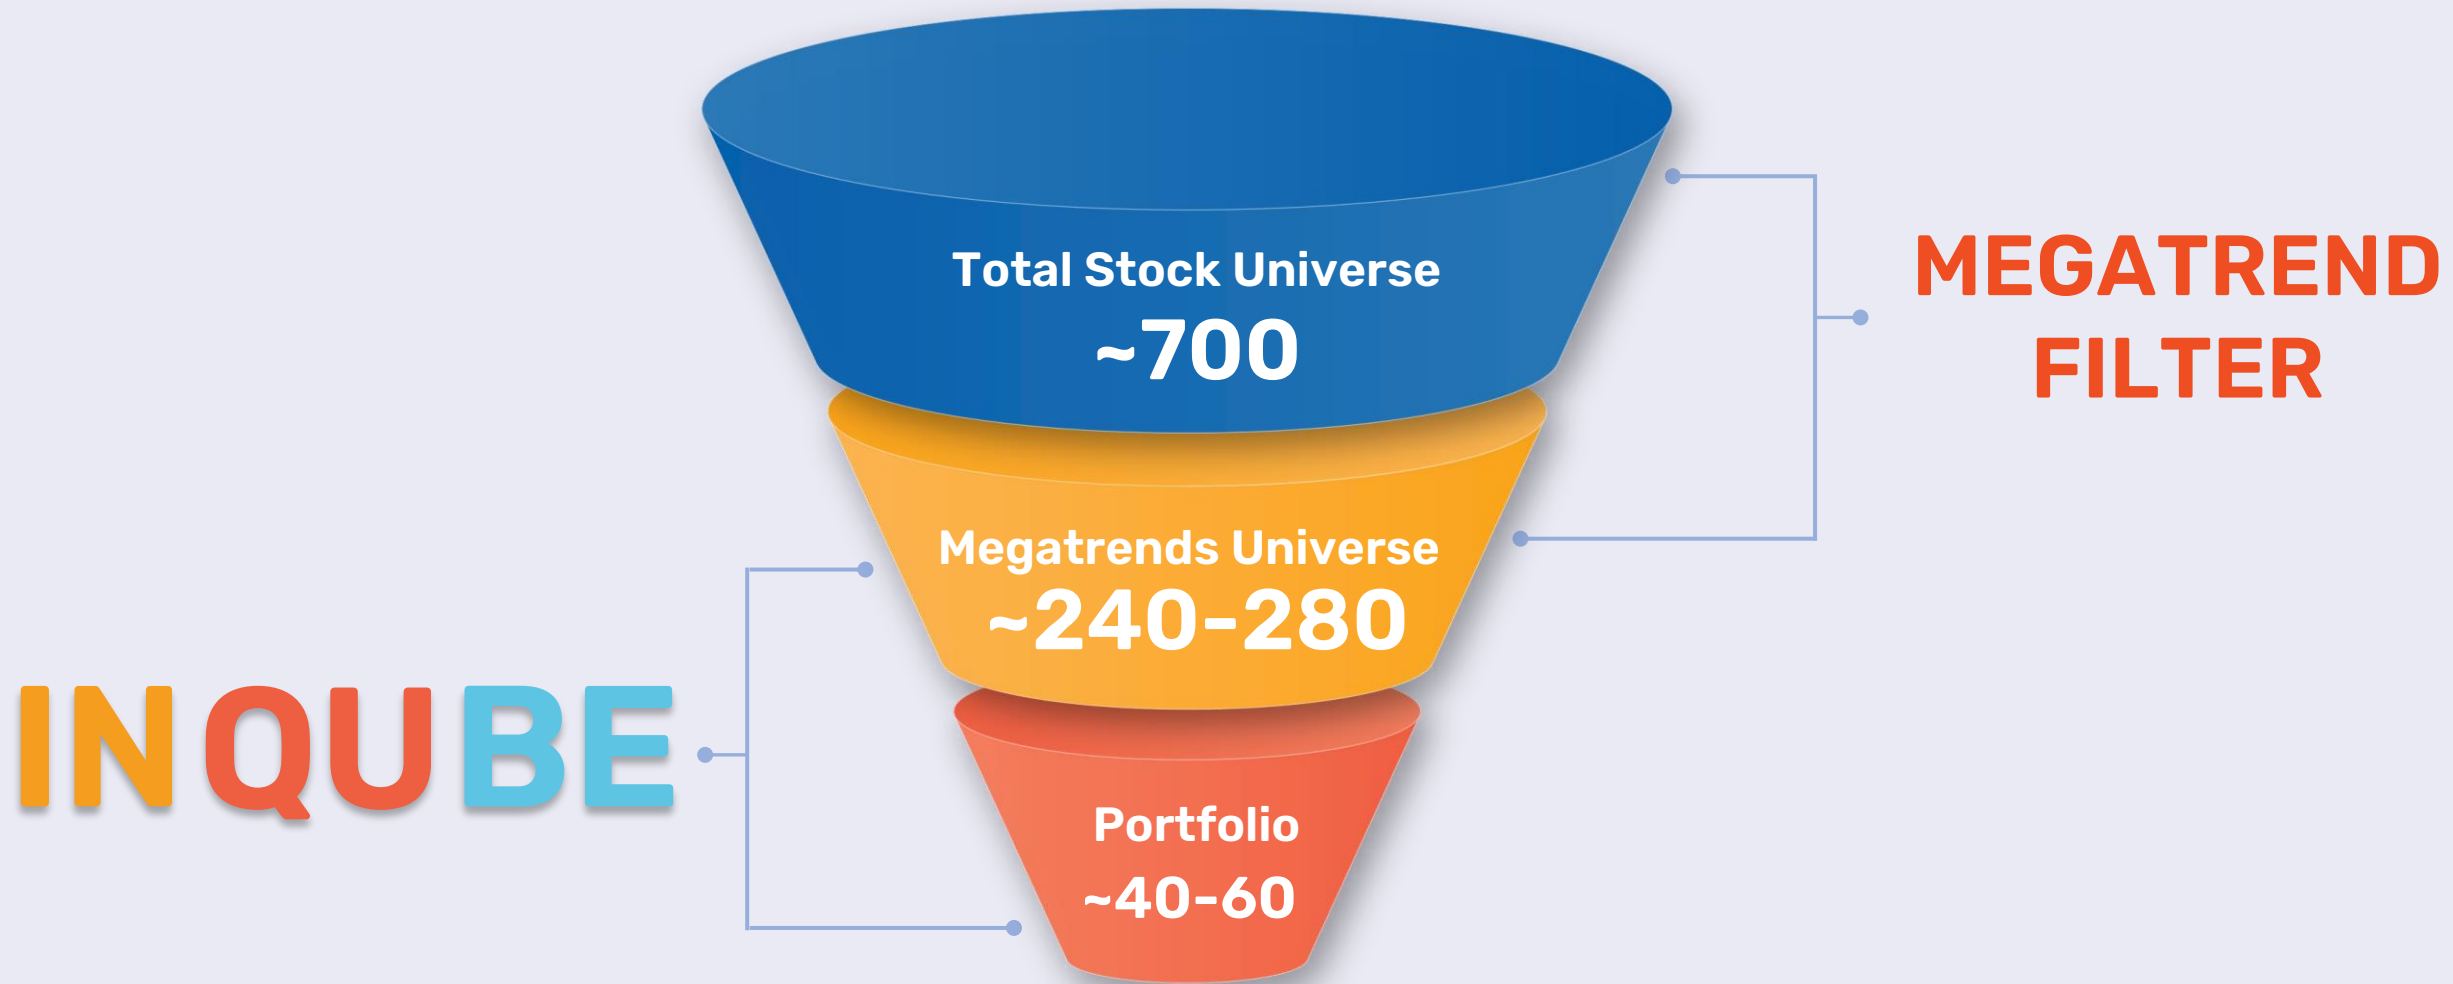 Total Stock Universe
~700
MEGATREND
FILTER
Megatrends Universe
~240-280
INQUBE
Portfolio
~40-60